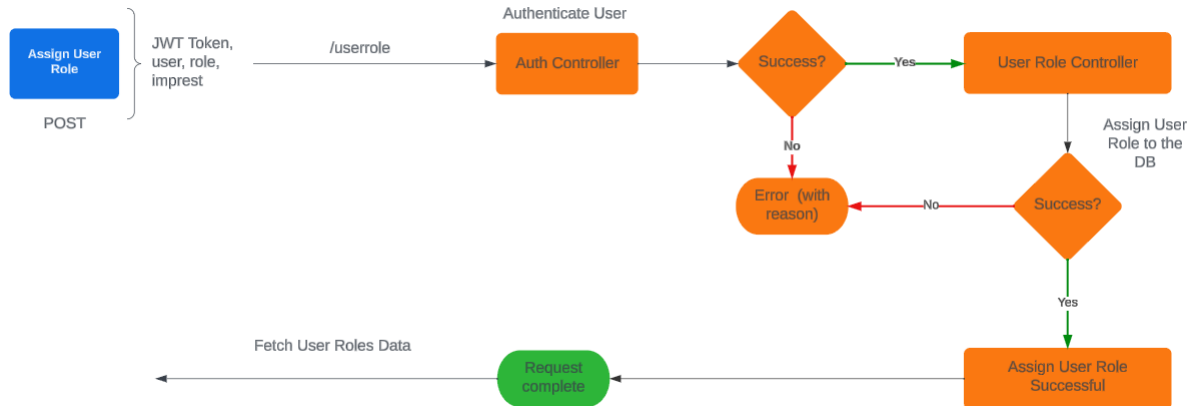 Assign User
Role
POST
JWT Token,
user, role,
imprest
/userrole
Authenticate User
Auth Controller
Success?
Yes
User Role Controller
No
Error (with
reason)
Assign User
Role to the
DB
Success?
No
Yes
Assign User Role
Successful
Request
complete
Fetch User Roles Data